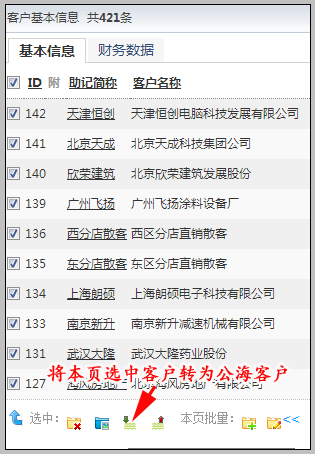 客户基本信息 共421条
基本信息 财务数据
ID 附 助记简称 客户名称
142 天津恒创 天津恒创电脑科技发展有限公司
141 北京天成 北京天成科技集团公司
140 欣荣建筑 北京欣荣建筑发展股份
139 广州飞扬 广州飞扬涂料设备厂
136 西分店散客 西区分店直销散客
135 东分店散客 东区分店直销散客
134 上海朗硕 上海朗硕电子科技有限公司
133 南京新升 南京新升减速机械有限公司
131 武汉大隆 武汉大隆药业股份
将本页选中客户转为公海客户
127 海风房地产 北京海风房地产有限公司
选中: 本页批量: <<